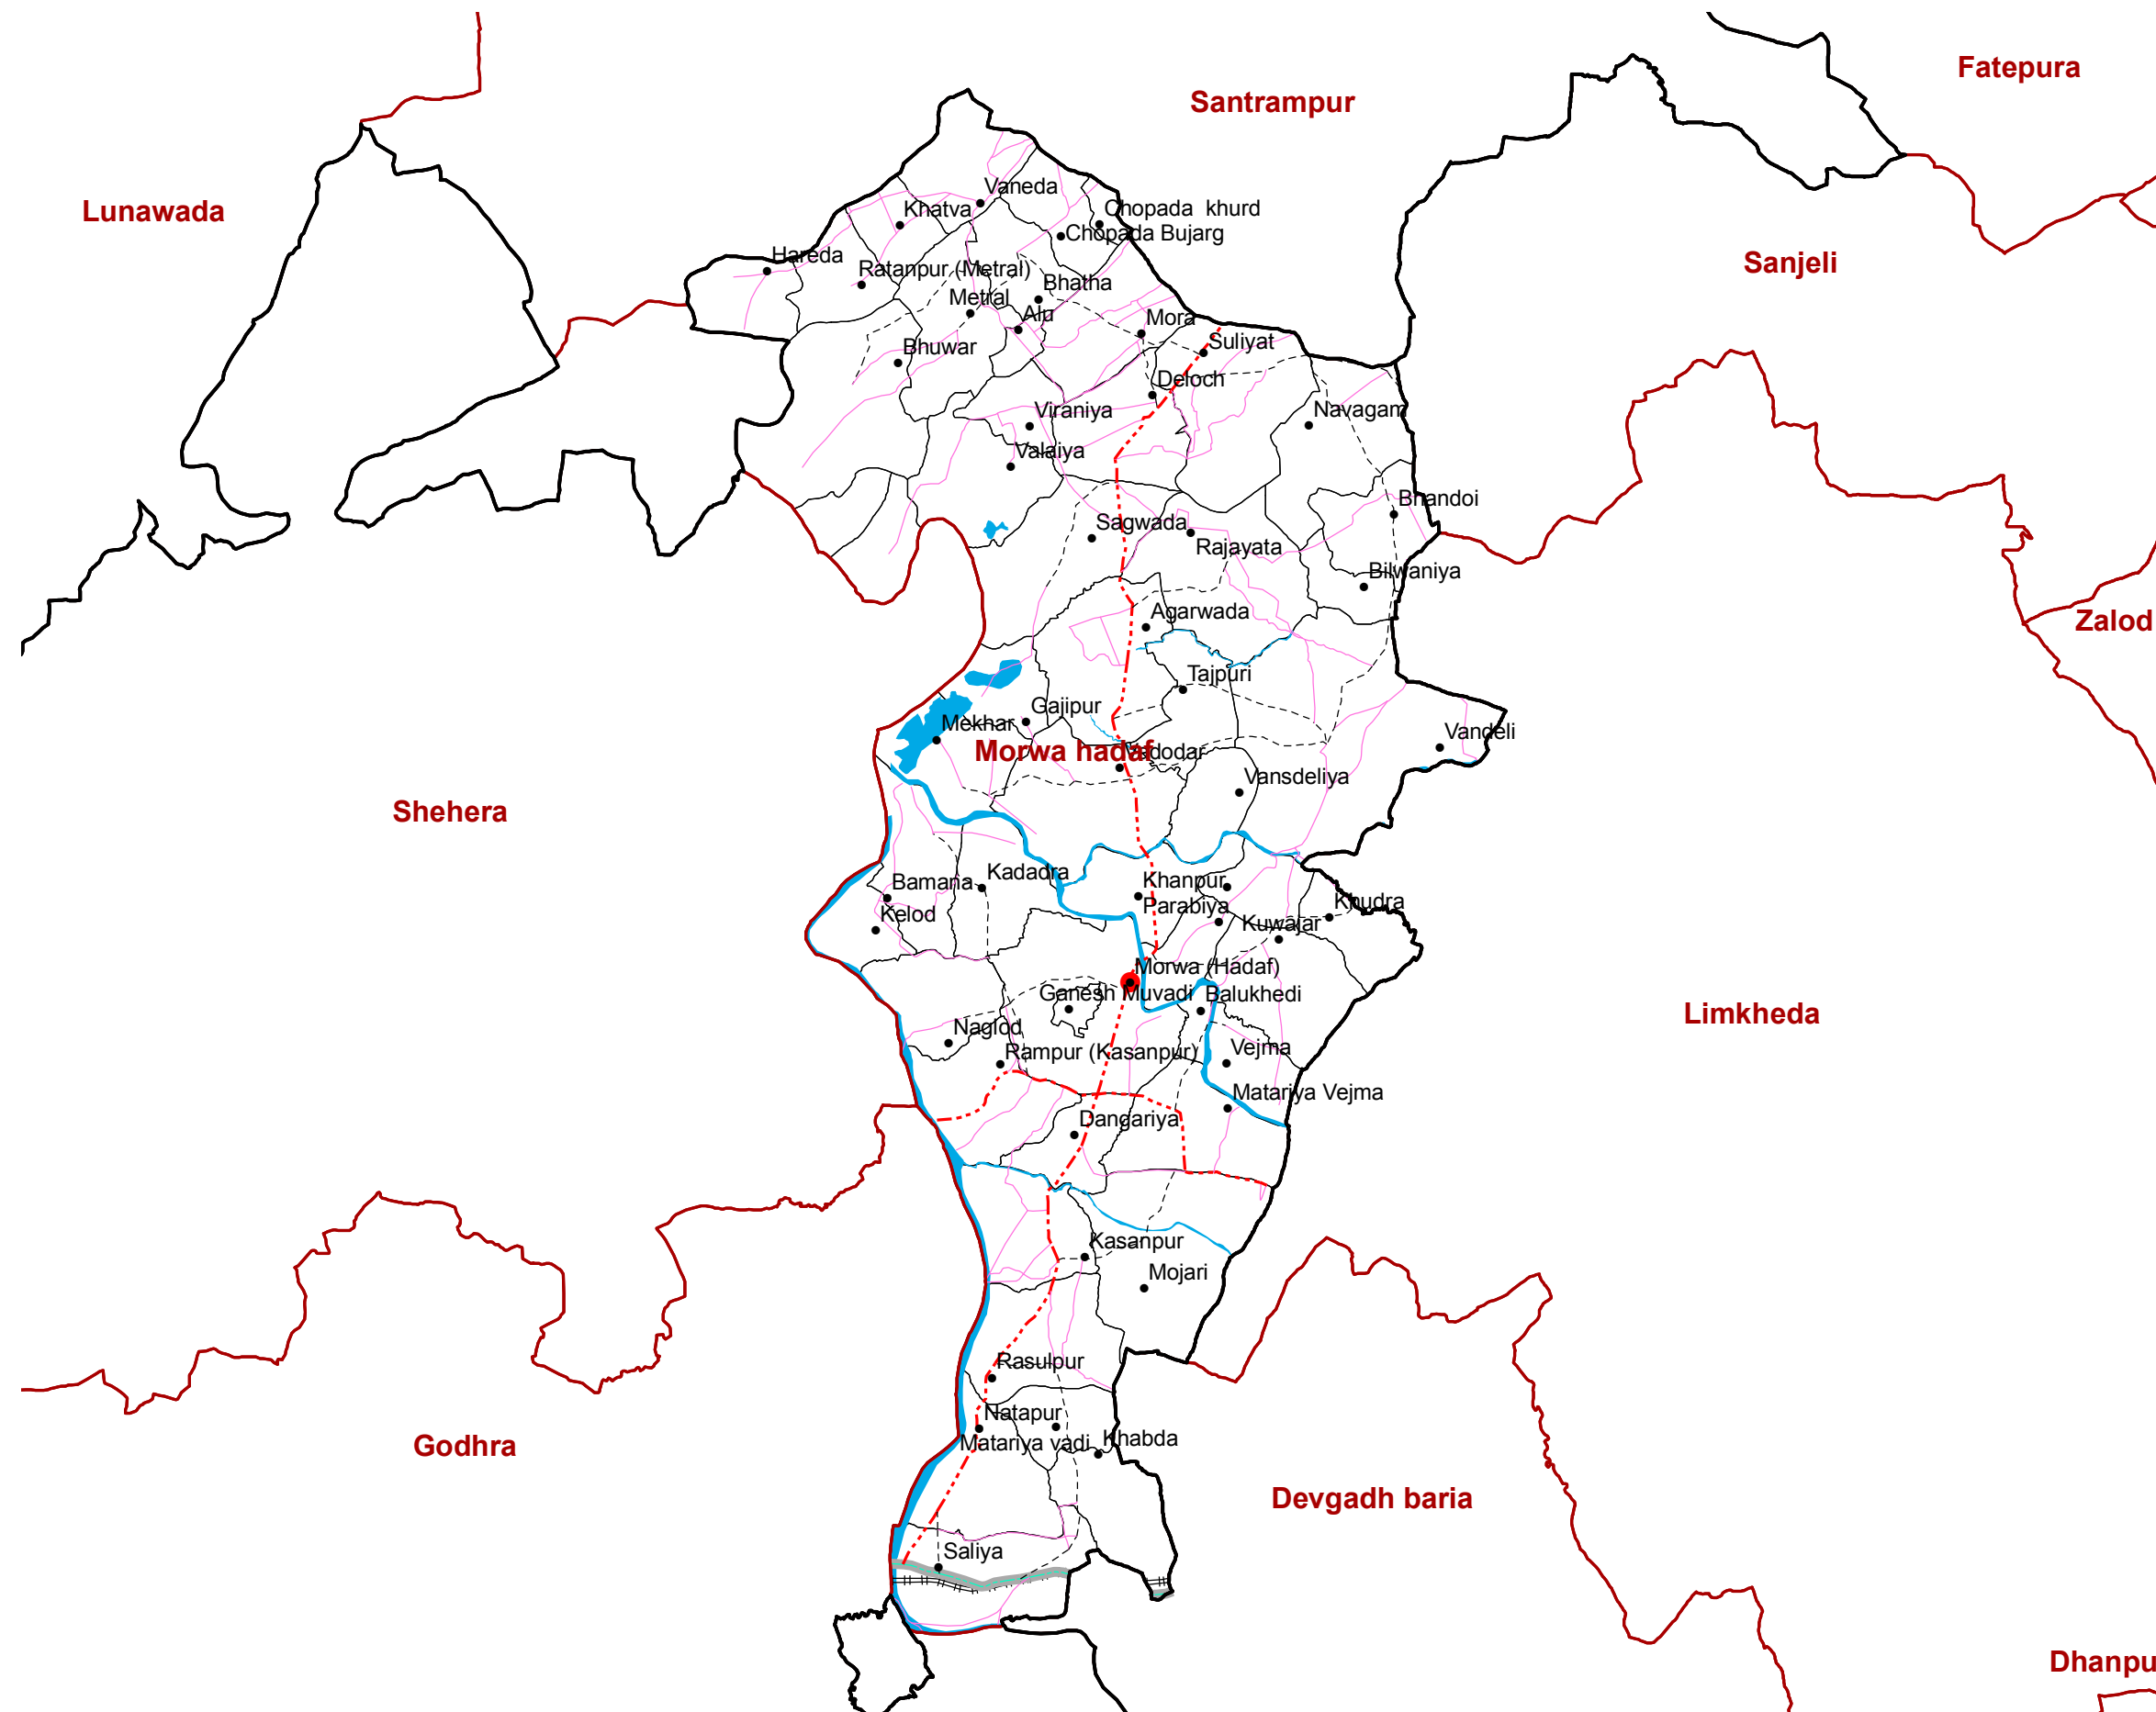 Fatepura
Santrampur
Lunawada
Vaneda
Khatva
Chopada khurd
Chopada Bujarg
Hareda
Sanjeli
Ratanpur (Metral)
Bhatha
Metral
Alu
Mora
Suliyat
Bhuwar
Deloch
Viraniya
Navagam
Valaiya
Bhandoi
Sagwada
Rajayata
Bilwaniya
Agarwada
Zalod
Tajpuri
Gajipur
Mekhar
Vandeli
Morwa hadaf
Vadodar
Vansdeliya
Shehera
Kadadra
Bamana
Khanpur
Parabiya
Khudra
Kelod
Kuwajar
Morwa (Hadaf)
Ganesh Muvadi
Balukhedi
Limkheda
Naglod
Rampur (Kasanpur)
Vejma
Matariya Vejma
Dangariya
Kasanpur
Mojari
Rasulpur
Natapur
Matariya vadi
Khabda
Godhra
Devgadh baria
Saliya
Dhanpu